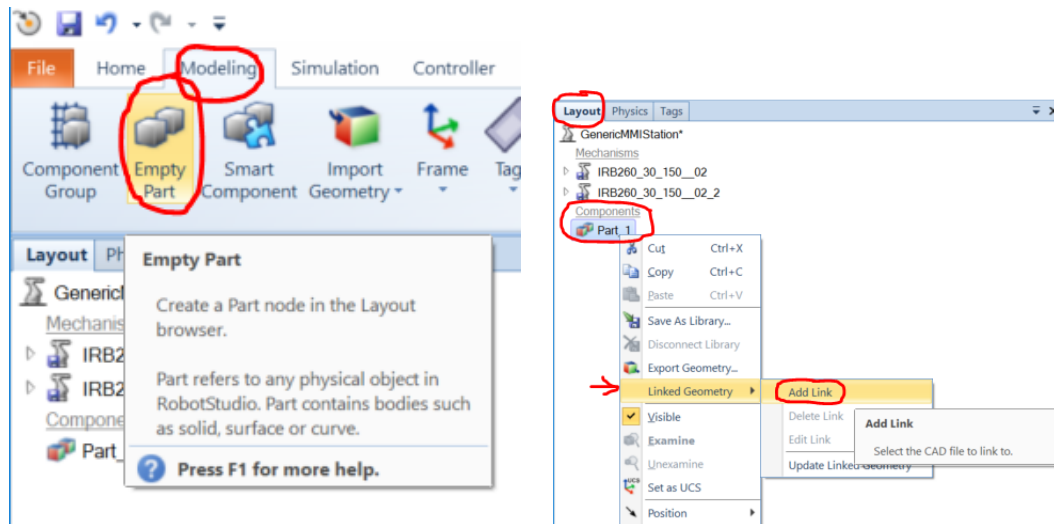 File Home Modeling Simulation Controller
Component Group
Empty Part
Smart Component
Import Geometry
Frame
Tag
Layout Ph
Empty Part
Create a Part node in the Layout
browser.
Part refers to any physical object in
RobotStudio. Part contains bodies such
as solid, surface or curve.
Press F1 for more help.
Mechanis
IRB2
IRB2
Compone
Part_
Layout Physics Tags
GenericMMIStation*
Mechanisms
IRB260_30_150__02
IRB260_30_150__02_2
Components
Part_1
Cut Ctrl+X
Copy Ctrl+C
Paste Ctrl+V
Save As Library...
Disconnect Library
Export Geometry...
Linked Geometry
Visible
Examine
Unexamine
UCS Set as UCS
Position
Add Link
Delete Link
Edit Link
Update Linked Geometry
Add Link
Select the CAD file to link to.